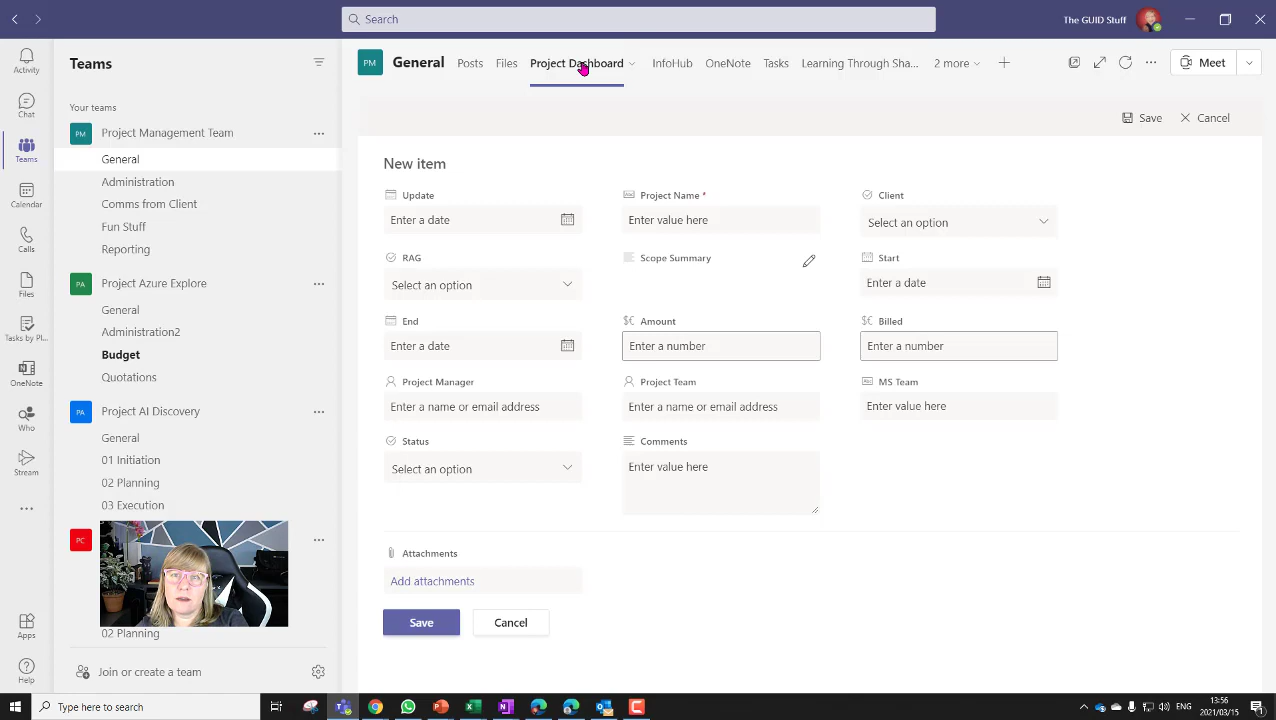 Search
The GUID Stuff
Activity
Chat
Teams
Calendar
Calls
Files
Tasks by Pl...
OneNote
Who
Stream
Apps
Help
Teams
Your teams
PM Project Management Team
General
Administration
Comms from Client
Fun Stuff
Reporting
PA Project Azure Explore
General
Administration2
Budget
Quotations
PA Project AI Discovery
General
01 Initiation
02 Planning
03 Execution
PC
02 Planning
Join or create a team
PM General Posts Files Project Dashboard InfoHub OneNote Tasks Learning Through Sha... 2 more Meet
Save Cancel
New item
Update Project Name * Client
Enter a date Enter value here Select an option
RAG Scope Summary Start
Select an option Enter a date
End Amount Billed
Enter a date Enter a number Enter a number
Project Manager Project Team MS Team
Enter a name or email address Enter a name or email address Enter value here
Status Comments
Select an option Enter value here
Attachments
Add attachments
Save Cancel
Type here to search
ENG
13:56
2021/03/15